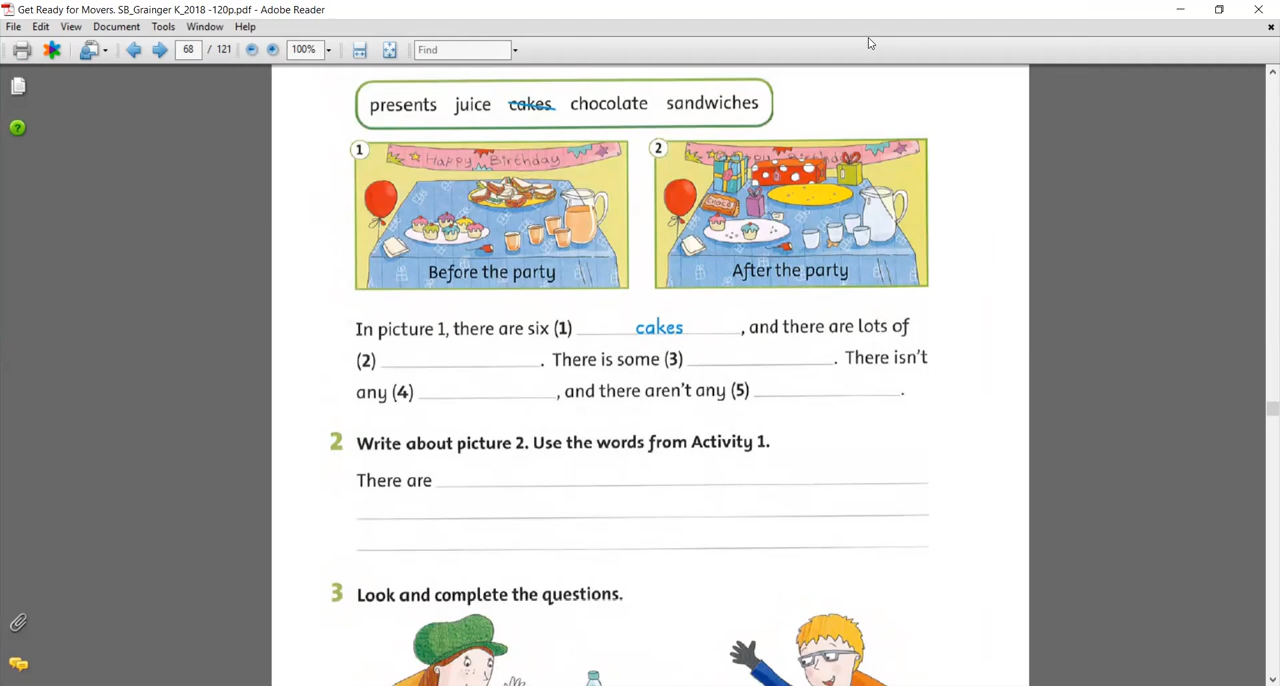 Get Ready for Movers. SB_Grainger K_2018 -120p.pdf - Adobe Reader
File Edit View Document Tools Window Help
68 / 121 100% Find
presents juice cakes chocolate sandwiches
1 2
Happy Birthday
Before the party After the party
In picture 1, there are six (1) cakes , and there are lots of
(2) . There is some (3) . There isn't
any (4) , and there aren't any (5) .
2 Write about picture 2. Use the words from Activity 1.
There are
3 Look and complete the questions.